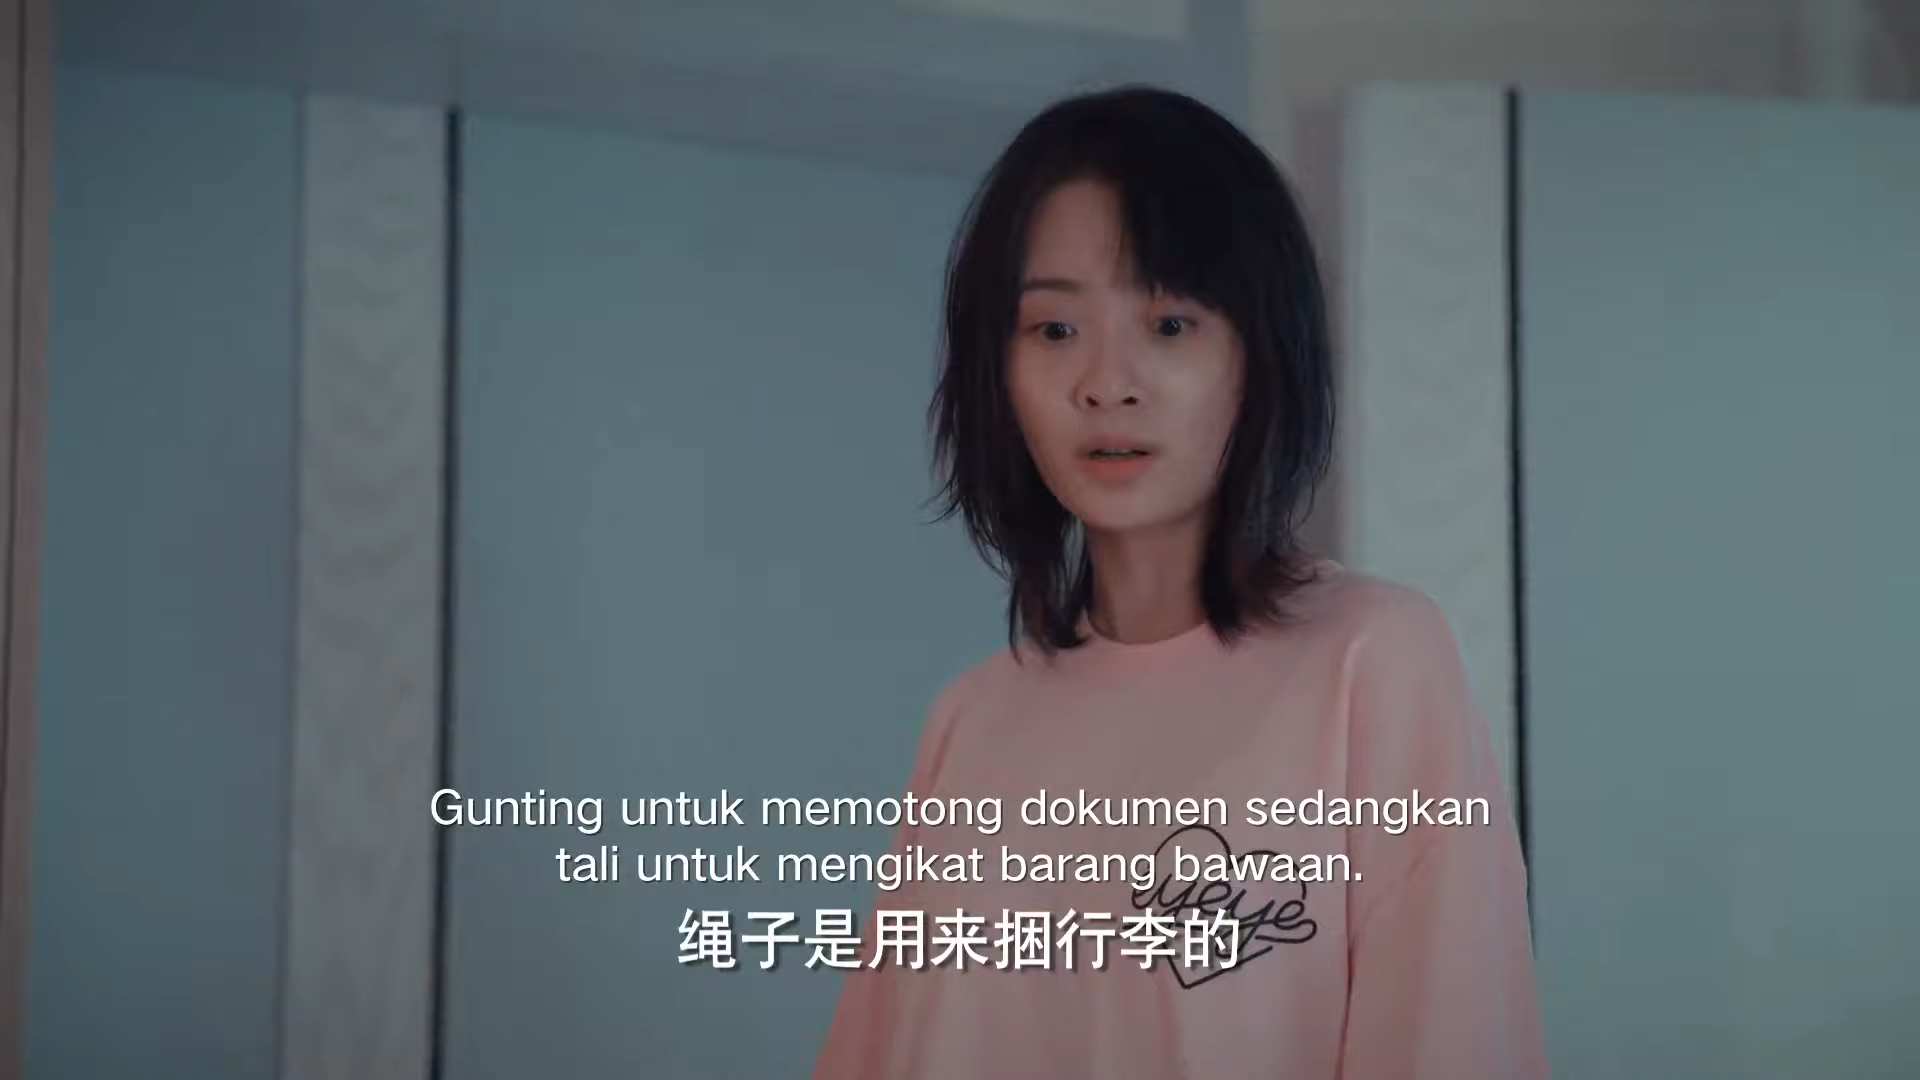 Gunting untuk memotong dokumen sedangkan
tali untuk mengikat barang bawaan.
绳子是用来捆行李的
yeye